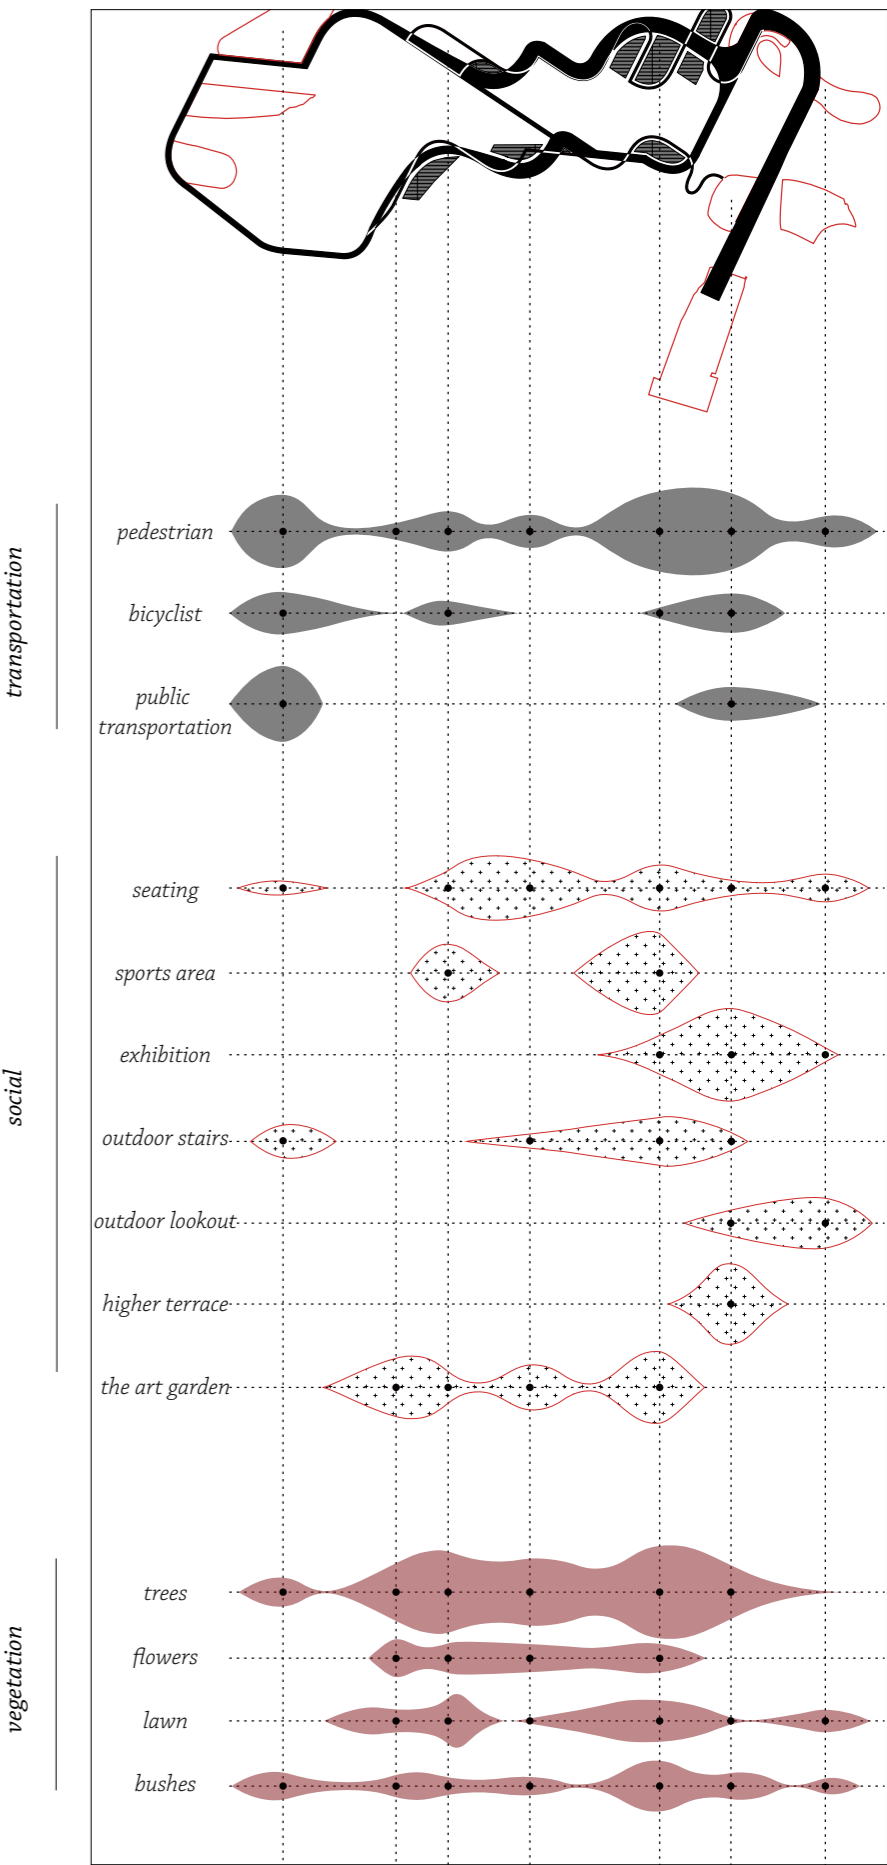 transportation
pedestrian
bicyclist
public
transportation
social
seating
sports area
exhibition
outdoor stairs
outdoor lookout
higher terrace
the art garden
vegetation
trees
flowers
lawn
bushes